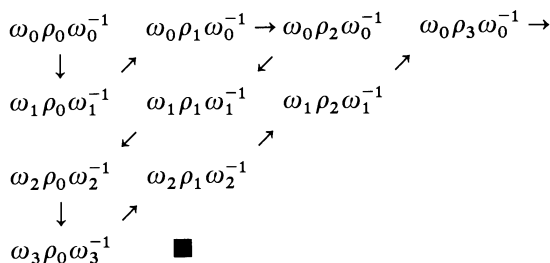 ω₀ρ₀ω₀⁻¹ ω₀ρ₁ω₀⁻¹ → ω₀ρ₂ω₀⁻¹ ω₀ρ₃ω₀⁻¹ →
↓ ↗ ↙ ↗
ω₁ρ₀ω₁⁻¹ ω₁ρ₁ω₁⁻¹ ω₁ρ₂ω₁⁻¹
↙ ↗
ω₂ρ₀ω₂⁻¹ ω₂ρ₁ω₂⁻¹
↓ ↗
ω₃ρ₀ω₃⁻¹ ■